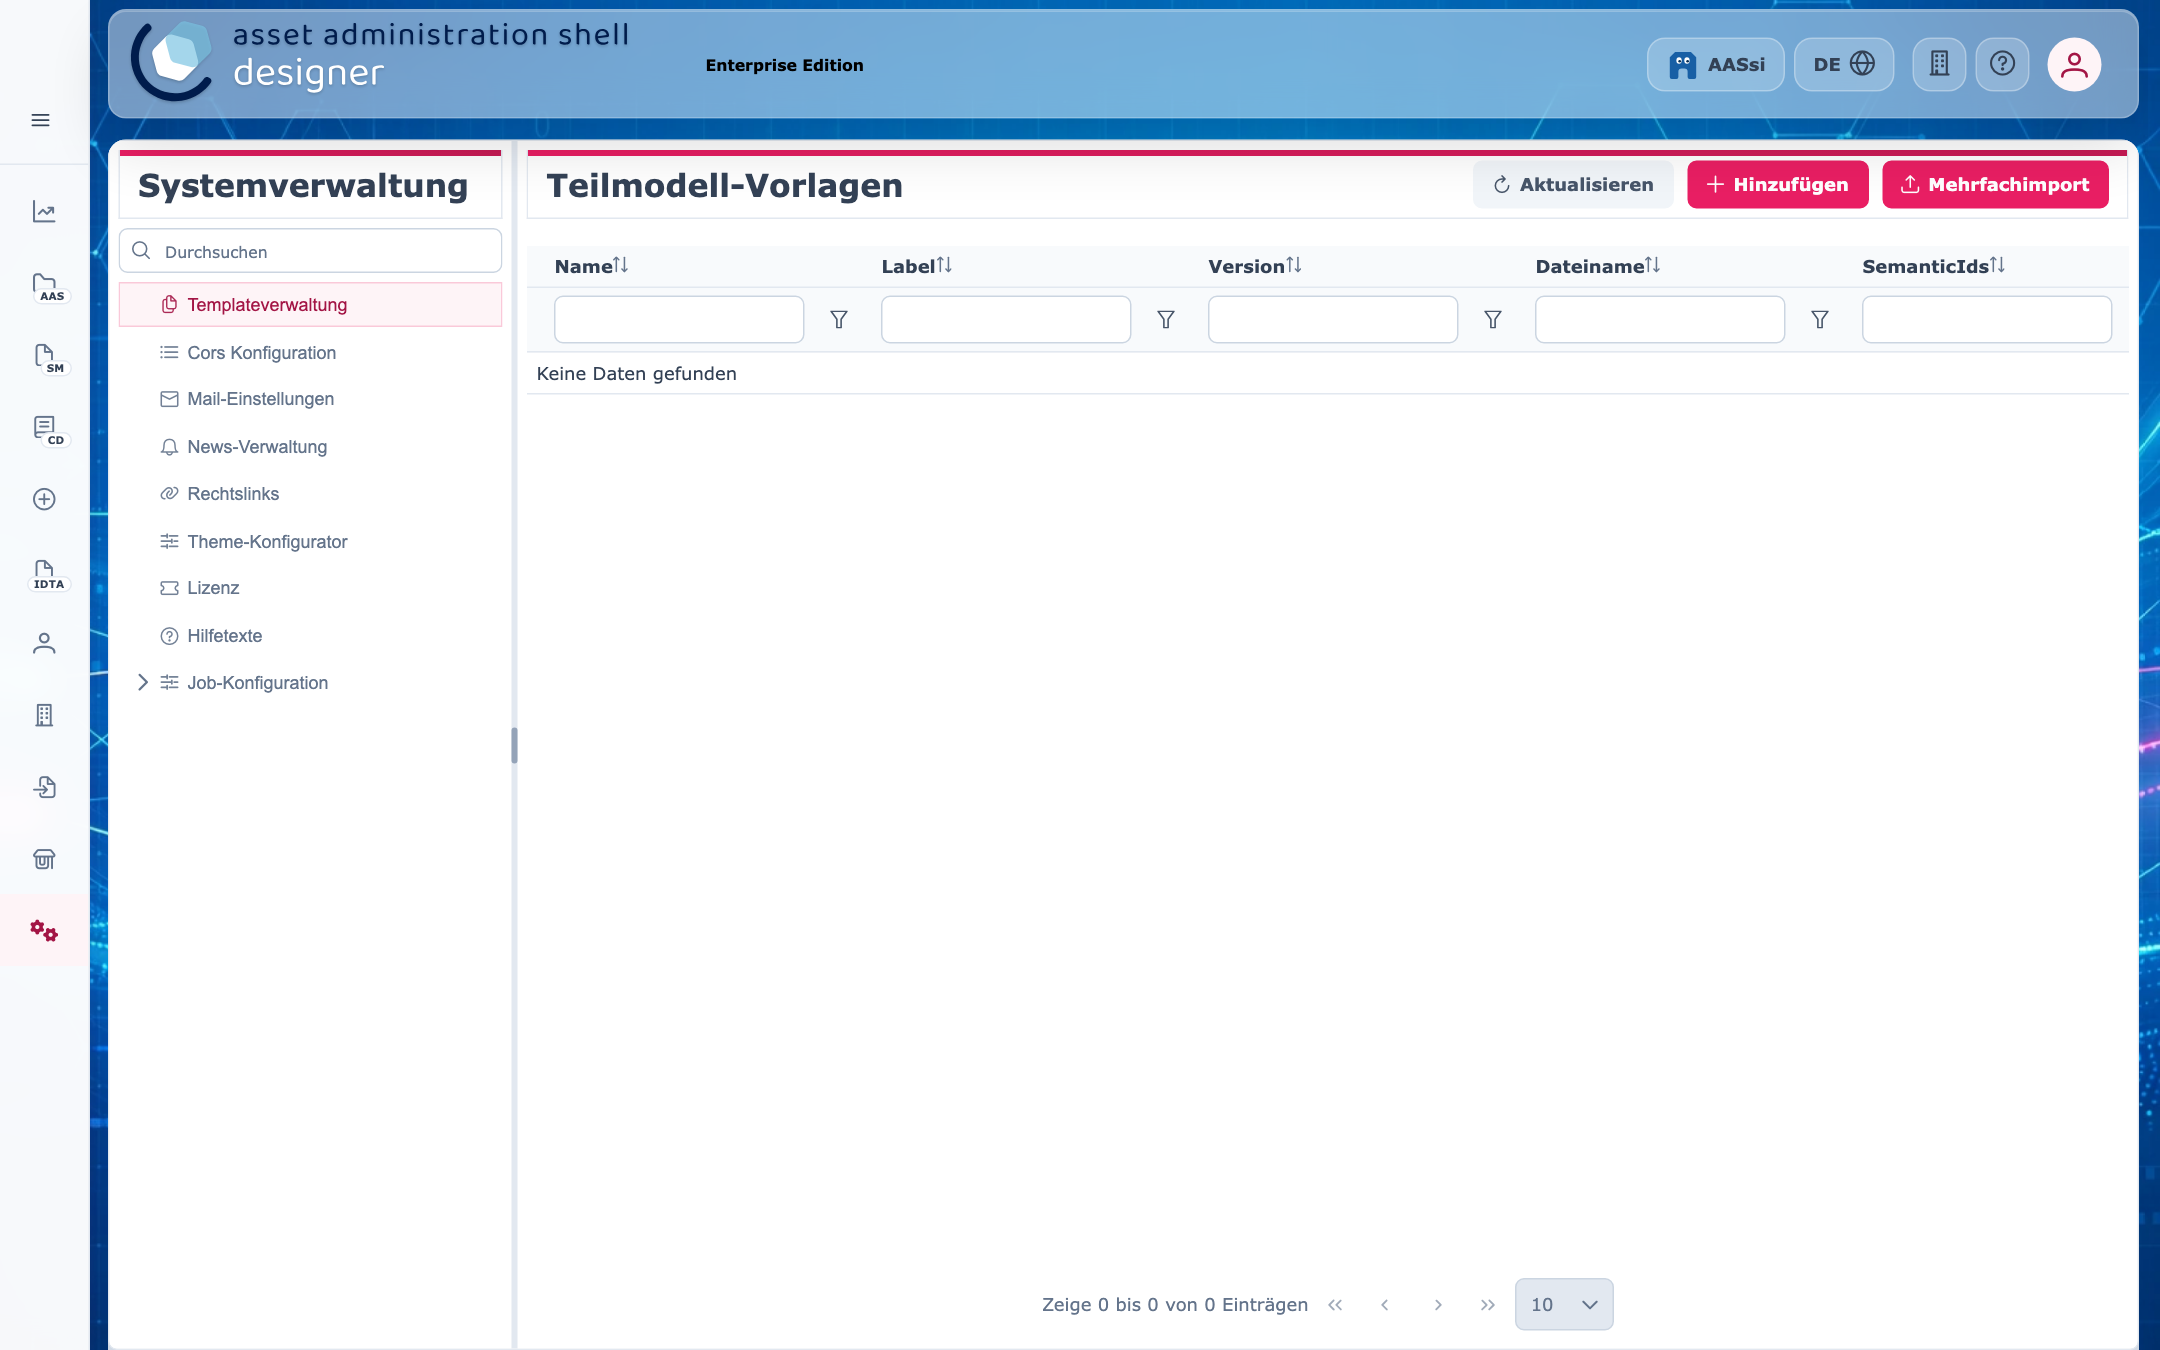 asset administration shell
designer
Enterprise Edition
AASsi
DE
AAS
SM
CD
IDTA
Systemverwaltung
Durchsuchen
Templateverwaltung
Cors Konfiguration
Mail-Einstellungen
News-Verwaltung
Rechtslinks
Theme-Konfigurator
Lizenz
Hilfetexte
Job-Konfiguration
Teilmodell-Vorlagen
Aktualisieren
Hinzufügen
Mehrfachimport
Name
Label
Version
Dateiname
SemanticIds
Keine Daten gefunden
Zeige 0 bis 0 von 0 Einträgen
10